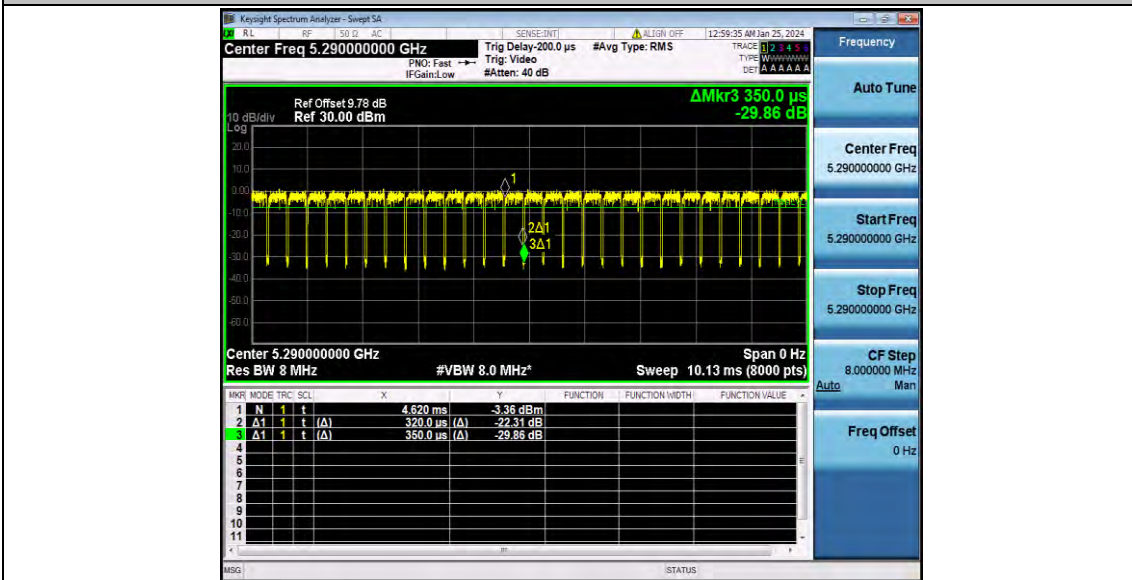 Keysight Spectrum Analyzer - Swept SA
RL RF 50 Ω AC SENSE:INT ALIGN OFF 12:59:35 AM Jan 25, 2024
Center Freq 5.290000000 GHz
PNO: Fast
IFGain:Low
Trig Delay-200.0 µs
Trig: Video
#Atten: 40 dB
#Avg Type: RMS
TRACE 1 2 3 4 5 6
TYPE WWWWWW
DET A A A A A A
Frequency
Auto Tune
Center Freq
5.290000000 GHz
Start Freq
5.290000000 GHz
Stop Freq
5.290000000 GHz
CF Step
8.000000 MHz
Auto Man
Freq Offset
0 Hz
ΔMkr3 350.0 µs
-29.86 dB
Ref Offset 9.78 dB
10 dB/div Ref 30.00 dBm
Log
20.0
10.0
0.00
-10.0
-20.0
-30.0
-40.0
-50.0
-60.0
1
2Δ1
3Δ1
Center 5.290000000 GHz Span 0 Hz
Res BW 8 MHz #VBW 8.0 MHz* Sweep 10.13 ms (8000 pts)
MKR MODE TRC SCL X Y FUNCTION FUNCTION WIDTH FUNCTION VALUE
1 N 1 t 4.620 ms -3.36 dBm
2 Δ1 1 t (Δ) 320.0 µs (Δ) -22.31 dB
3 Δ1 1 t (Δ) 350.0 µs (Δ) -29.86 dB
4
5
6
7
8
9
10
11
MSG STATUS